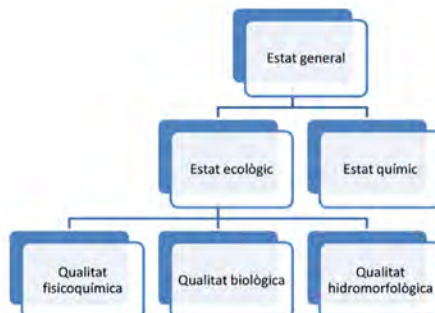 Estat general
Estat ecològic
Estat químic
Qualitat
fisicoquímica
Qualitat biològica
Qualitat
hidromorfològica